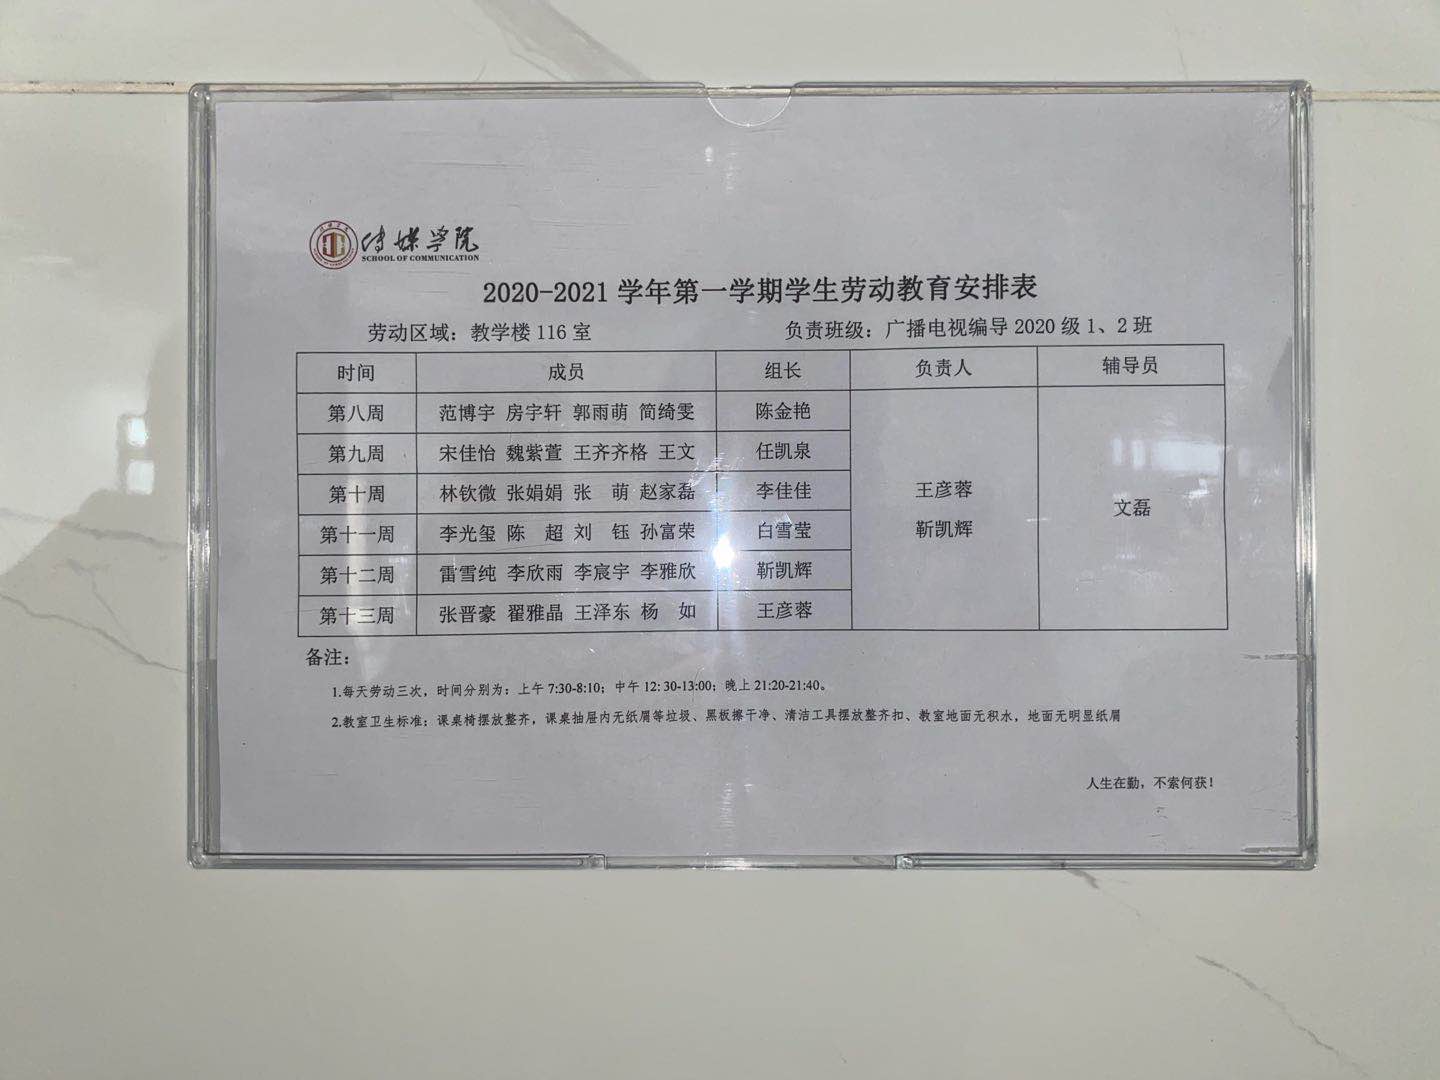 传媒学院
SCHOOL OF COMMUNICATION
2020-2021 学年第一学期学生劳动教育安排表
劳动区域：教学楼 116 室 负责班级：广播电视编导 2020 级 1、2 班
时间 成员 组长 负责人 辅导员
第八周 范博宇 房宇轩 郭雨萌 简绮雯 陈金艳
第九周 宋佳怡 魏紫萱 王齐齐格 王文 任凯泉
第十周 林钦微 张娟娟 张 萌 赵家磊 李佳佳
第十一周 李光玺 陈 超 刘 钰 孙富荣 白雪莹
第十二周 雷雪纯 李欣雨 李宸宇 李雅欣 靳凯辉
第十三周 张晋豪 翟雅晶 王泽东 杨 如 王彦蓉
王彦蓉
靳凯辉
文磊
备注：
1.每天劳动三次，时间分别为：上午 7:30-8:10；中午 12: 30-13:00；晚上 21:20-21:40。
2.教室卫生标准：课桌椅摆放整齐，课桌抽屉内无纸屑等垃圾、黑板擦干净、清洁工具摆放整齐扣、教室地面无积水，地面无明显纸屑
人生在勤，不索何获！